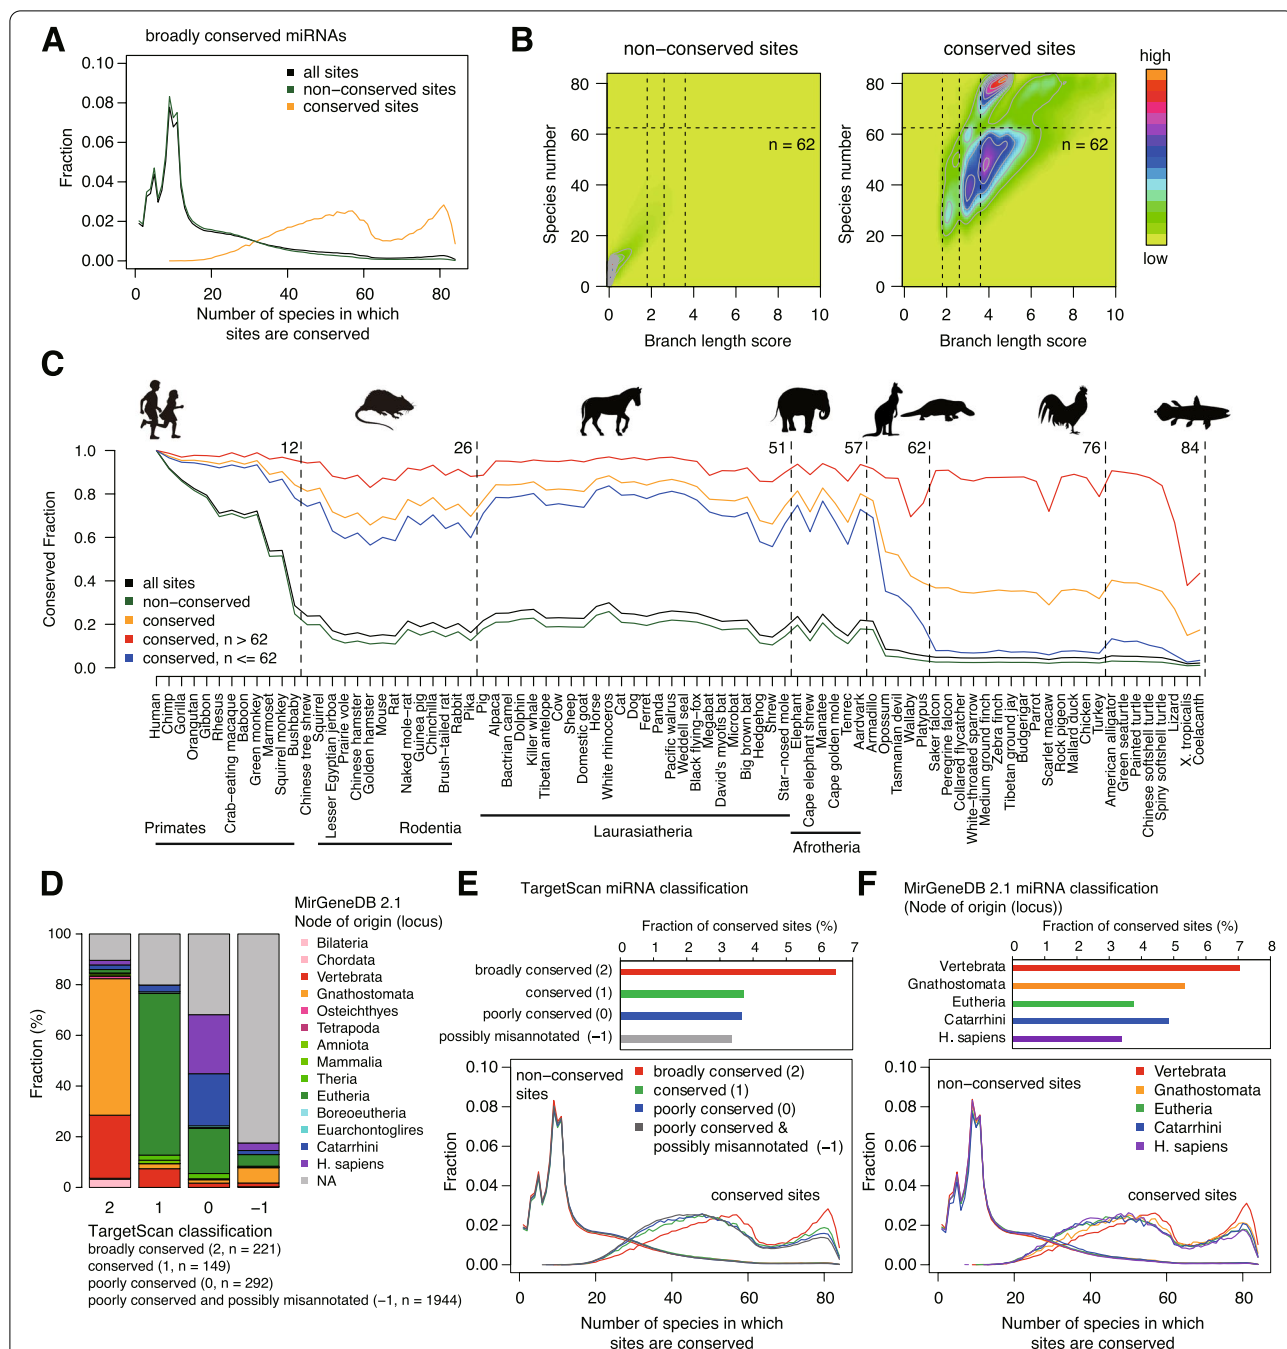 A
broadly conserved miRNAs
all sites
non−conserved sites
conserved sites
Fraction
0.10
0.08
0.06
0.04
0.02
0.00
0
20
40
60
80
Number of species in which
sites are conserved
B
non−conserved sites
conserved sites
Species number
80
60
40
20
0
n = 62
0
2
4
6
8
10
Branch length score
Species number
80
60
40
20
0
n = 62
0
2
4
6
8
10
Branch length score
high
low
C
12
26
51
57
62
76
84
Conserved Fraction
1.0
0.8
0.6
0.4
0.2
0.0
all sites
non−conserved
conserved
conserved, n > 62
conserved, n <= 62
Human
Chimp
Gorilla
Orangutan
Gibbon
Rhesus
Crab−eating macaque
Baboon
Green monkey
Marmoset
Squirrel monkey
Bushbaby
Chinese tree shrew
Squirrel
Lesser Egyptian jerboa
Prairie vole
Chinese hamster
Golden hamster
Mouse
Rat
Naked mole−rat
Guinea pig
Chinchilla
Brush−tailed rat
Rabbit
Pika
Pig
Alpaca
Bactrian camel
Dolphin
Killer whale
Tibetan antelope
Cow
Sheep
Domestic goat
Horse
White rhinoceros
Cat
Dog
Ferret
Panda
Pacific walrus
Weddell seal
Black flying−fox
Megabat
David's myotis bat
Microbat
Big brown bat
Hedgehog
Shrew
Star−nosed mole
Elephant
Cape elephant shrew
Manatee
Cape golden mole
Tenrec
Aardvark
Armadillo
Opossum
Tasmanian devil
Wallaby
Platypus
Saker falcon
Peregrine falcon
Collared flycatcher
White−throated sparrow
Medium ground finch
Zebra finch
Tibetan ground jay
Budgerigar
Parrot
Scarlet macaw
Rock pigeon
Mallard duck
Chicken
Turkey
American alligator
Green seaturtle
Painted turtle
Chinese softshell turtle
Spiny softshell turtle
Lizard
X. tropicalis
Coelacanth
Primates
Rodentia
Laurasiatheria
Afrotheria
D
MirGeneDB 2.1
Node of origin (locus)
Bilateria
Chordata
Vertebrata
Gnathostomata
Osteichthyes
Tetrapoda
Amniota
Mammalia
Theria
Eutheria
Boreoeutheria
Euarchontoglires
Catarrhini
H. sapiens
NA
Fraction (%)
100
80
60
40
20
0
2
1
0
−1
TargetScan classification
broadly conserved (2, n = 221)
conserved (1, n = 149)
poorly conserved (0, n = 292)
poorly conserved and possibly misannotated (−1, n = 1944)
E
TargetScan miRNA classification
Fraction of conserved sites (%)
0
1
2
3
4
5
6
7
broadly conserved (2)
conserved (1)
poorly conserved (0)
possibly misannotated (−1)
non−conserved
sites
broadly conserved (2)
conserved (1)
poorly conserved (0)
poorly conserved &
possibly misannotated (−1)
conserved sites
Fraction
0.10
0.08
0.06
0.04
0.02
0.00
0
20
40
60
80
Number of species in which
sites are conserved
F
MirGeneDB 2.1 miRNA classification
(Node of origin (locus))
Fraction of conserved sites (%)
0
1
2
3
4
5
6
7
8
Vertebrata
Gnathostomata
Eutheria
Catarrhini
H. sapiens
non−conserved sites
Vertebrata
Gnathostomata
Eutheria
Catarrhini
H. sapiens
conserved sites
Fraction
0.10
0.08
0.06
0.04
0.02
0.00
0
20
40
60
80
Number of species in which
sites are conserved